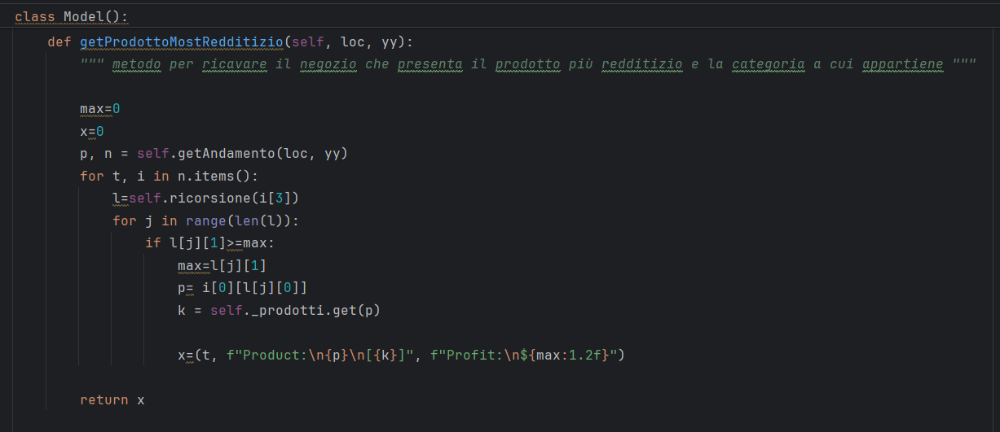 class Model():
def getProdottoMostRedditizio(self, loc, yy):
""" metodo per ricavare il negozio che presenta il prodotto più redditizio e la categoria a cui appartiene """
max=0
x=0
p, n = self.getAndamento(loc, yy)
for t, i in n.items():
l=self.ricorsione(i[3])
for j in range(len(l)):
if l[j][1]>=max:
max=l[j][1]
p= i[0][l[j][0]]
k = self._prodotti.get(p)
x=(t, f"Product:\n{p}\n[{k}]", f"Profit:\n${max:1.2f}")
return x